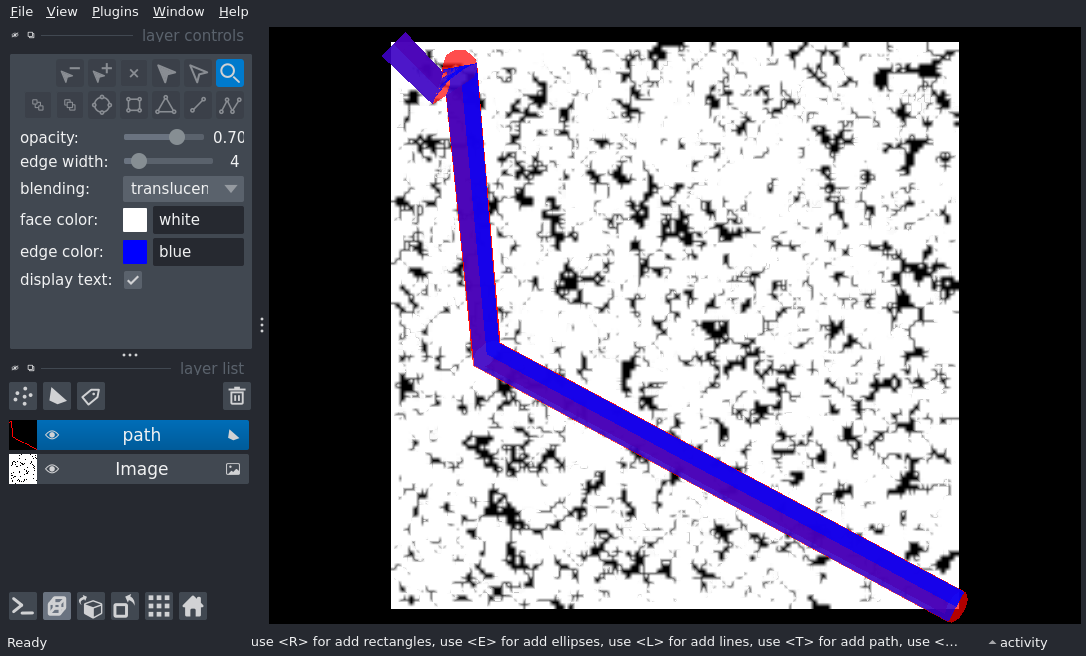 File View Plugins Window Help
layer controls
opacity: 0.70
edge width: 4
blending: translucen
face color: white
edge color: blue
display text:
layer list
path
Image
Ready use <R> for add rectangles, use <E> for add ellipses, use <L> for add lines, use <T> for add path, use <... activity